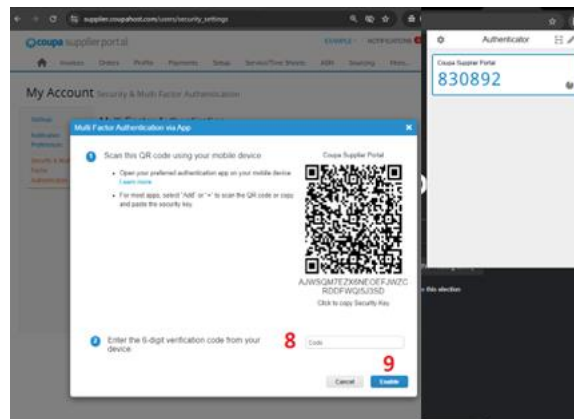 supplier.coupahost.com/users/security_settings
coupa supplier portal
NOTIFICATIONS
Invoices Orders Profile Payments Setup Service/Time Sheets ASN Sourcing More...
My Account Security & Multi Factor Authentication
Multi Factor Authentication via App
1 Scan this QR code using your mobile device
Open your preferred authentication app on your mobile device
Learn more
For most apps, select "Add" or "+" to scan the QR code or copy
and paste the security key.
Coupa Supplier Portal
Click to copy Security Key
2 Enter the 6-digit verification code from your
device.
8
Code
9
Cancel Enable
Authenticator
Coupa Supplier Portal
830892